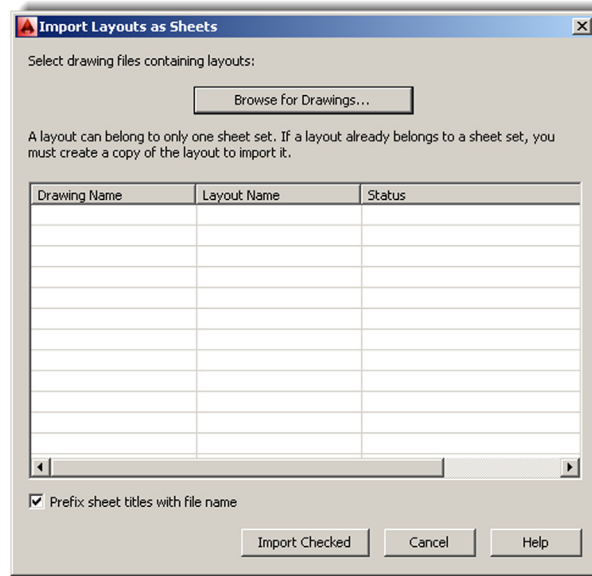 Import Layouts as Sheets
Select drawing files containing layouts:
Browse for Drawings...
A layout can belong to only one sheet set. If a layout already belongs to a sheet set, you
must create a copy of the layout to import it.
Drawing Name Layout Name Status
Prefix sheet titles with file name
Import Checked Cancel Help